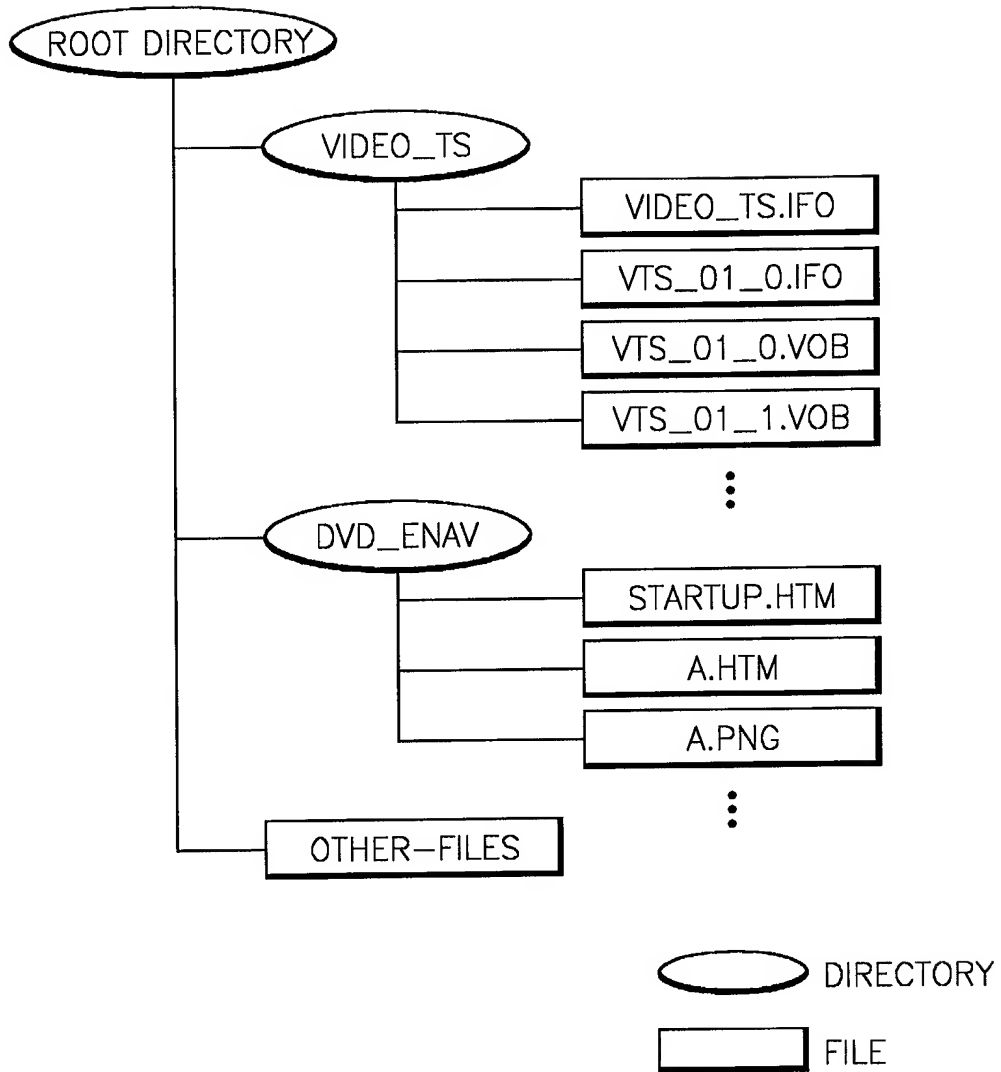 ROOT DIRECTORY
VIDEO_TS
VIDEO_TS.IFO
VTS_01_0.IFO
VTS_01_0.VOB
VTS_01_1.VOB
DVD_ENAV
STARTUP.HTM
A.HTM
A.PNG
OTHER-FILES
DIRECTORY
FILE